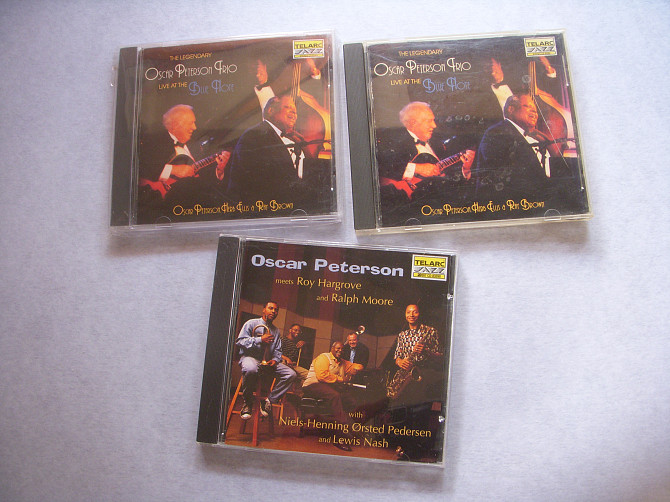 THE LEGENDARY
OSCAR PETERSON TRIO
LIVE AT THE BLUE NOTE
TELARC
JAZZ
OSCAR PETERSON, HERB ELLIS & RAY BROWN
THE LEGENDARY
OSCAR PETERSON TRIO
LIVE AT THE BLUE NOTE
TELARC
JAZZ
OSCAR PETERSON, HERB ELLIS & RAY BROWN
Oscar Peterson
meets Roy Hargrove
and Ralph Moore
TELARC
JAZZ
with
Niels-Henning Ørsted Pedersen
and Lewis Nash